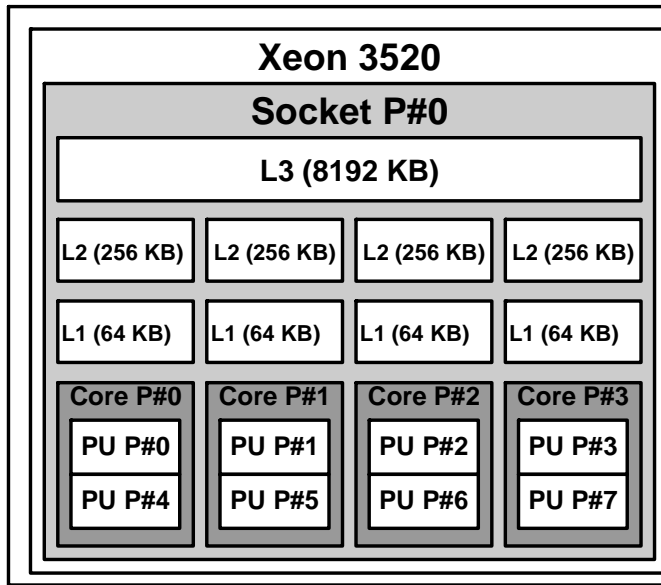 Xeon 3520
Socket P#0
L3 (8192 KB)
L2 (256 KB) L2 (256 KB) L2 (256 KB) L2 (256 KB)
L1 (64 KB) L1 (64 KB) L1 (64 KB) L1 (64 KB)
Core P#0 Core P#1 Core P#2 Core P#3
PU P#0 PU P#1 PU P#2 PU P#3
PU P#4 PU P#5 PU P#6 PU P#7